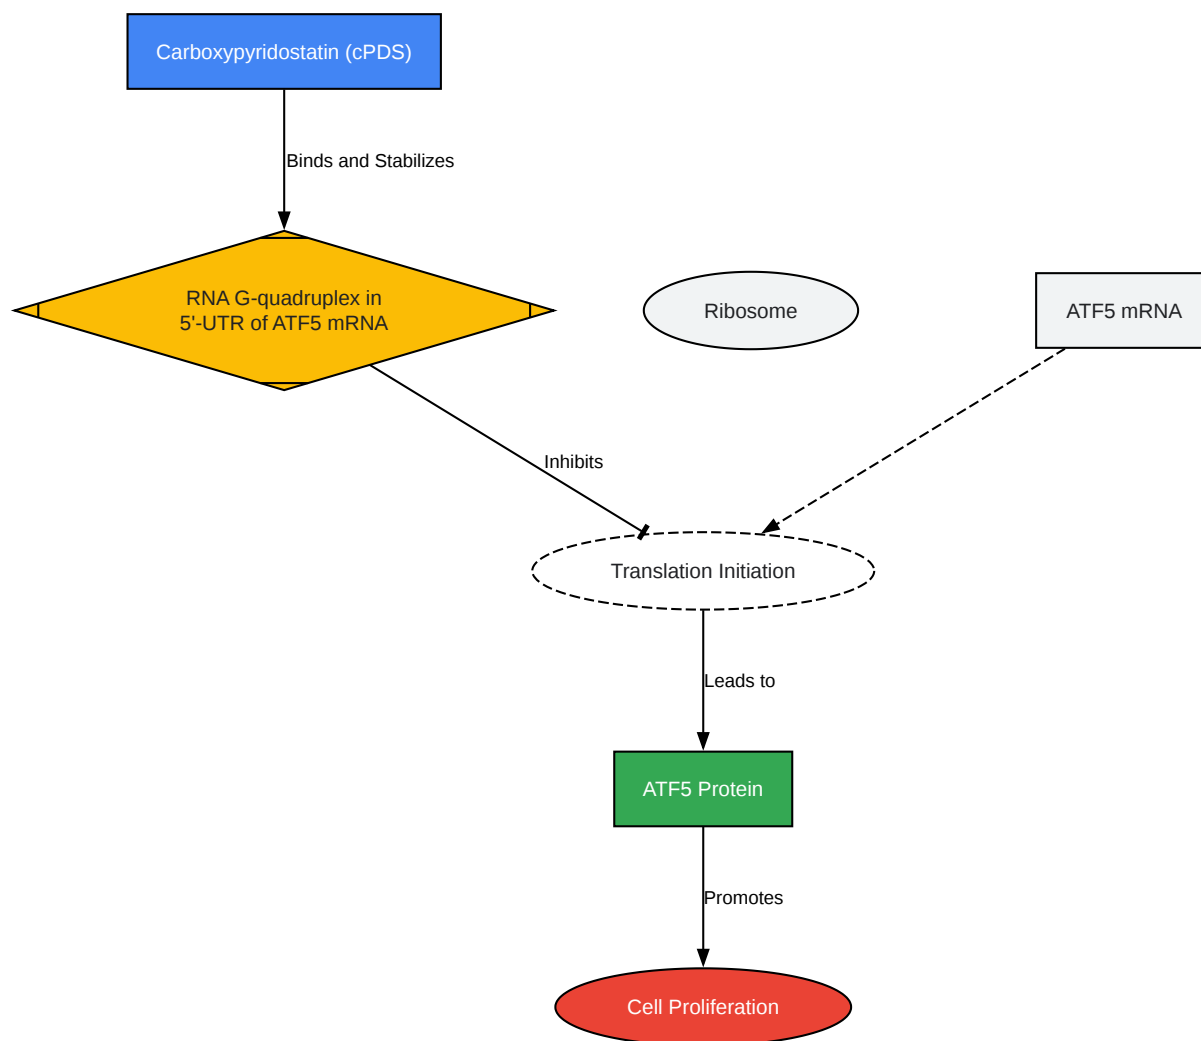 Carboxypyridostatin (cPDS)
Binds and Stabilizes
RNA G-quadruplex in
5'-UTR of ATF5 mRNA
Ribosome
ATF5 mRNA
Inhibits
Translation Initiation
Leads to
ATF5 Protein
Promotes
Cell Proliferation